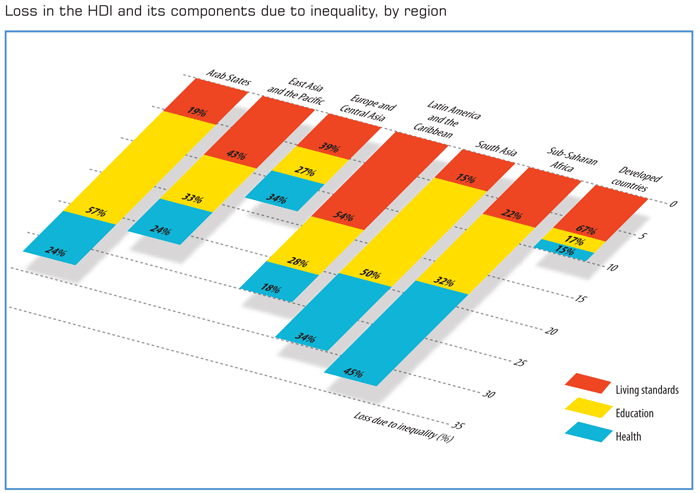 Loss in the HDI and its components due to inequality, by region
Arab States
East Asia
and the Pacific
Europe and
Central Asia
Latin America
and the
Caribbean
South Asia
Sub-Saharan
Africa
Developed
countries
19%
57%
24%
43%
33%
24%
39%
27%
34%
54%
28%
18%
15%
50%
34%
22%
32%
45%
67%
17%
15%
0
5
10
15
20
25
30
35
Loss due to inequality (%)
Living standards
Education
Health